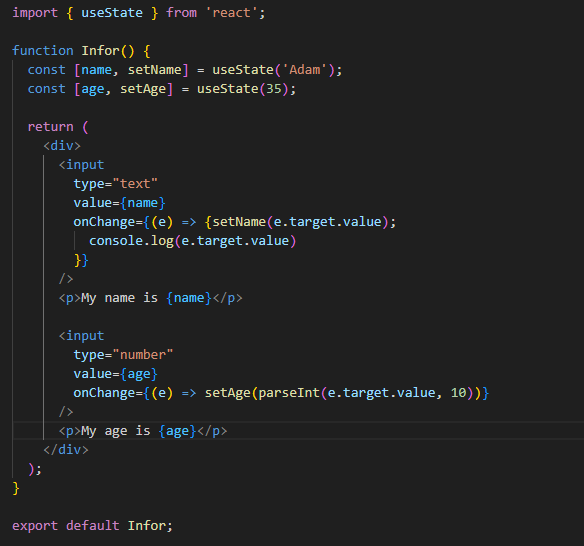 import { useState } from 'react';

function Infor() {
  const [name, setName] = useState('Adam');
  const [age, setAge] = useState(35);

  return (
    <div>
      <input
        type="text"
        value={name}
        onChange={(e) => {setName(e.target.value);
          console.log(e.target.value)
        }}
      />
      <p>My name is {name}</p>

      <input
        type="number"
        value={age}
        onChange={(e) => setAge(parseInt(e.target.value, 10))}
      />
      <p>My age is {age}</p>
    </div>
  );
}

export default Infor;